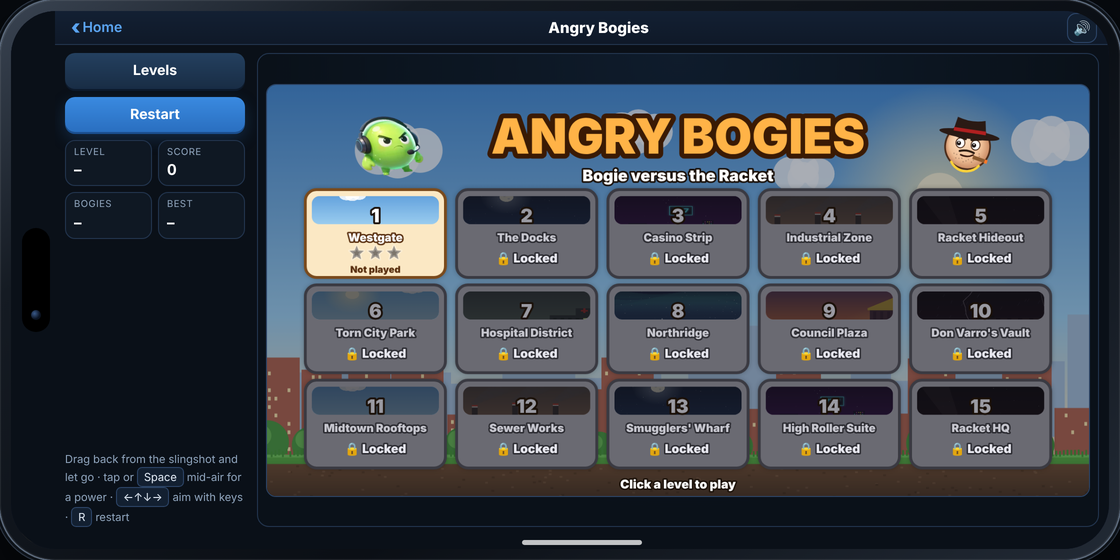 Home
Angry Bogies
Levels
Restart
LEVEL
–
SCORE
0
BOGIES
–
BEST
–
Drag back from the slingshot and
let go · tap or Space mid-air for
a power · ←↑↓→ aim with keys
· R restart
ANGRY BOGIES
Bogie versus the Racket
1
Westgate
Not played
2
The Docks
Locked
3
Casino Strip
Locked
4
Industrial Zone
Locked
5
Racket Hideout
Locked
6
Torn City Park
Locked
7
Hospital District
Locked
8
Northridge
Locked
9
Council Plaza
Locked
10
Don Varro's Vault
Locked
11
Midtown Rooftops
Locked
12
Sewer Works
Locked
13
Smugglers' Wharf
Locked
14
High Roller Suite
Locked
15
Racket HQ
Locked
Click a level to play